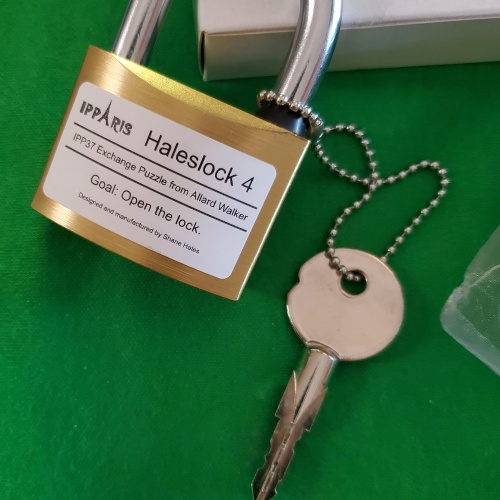 IPPARIS
Haleslock 4
IPP37 Exchange Puzzle from Allard Walker
Goal: Open the lock.
Designed and manufactured by Shane Hales